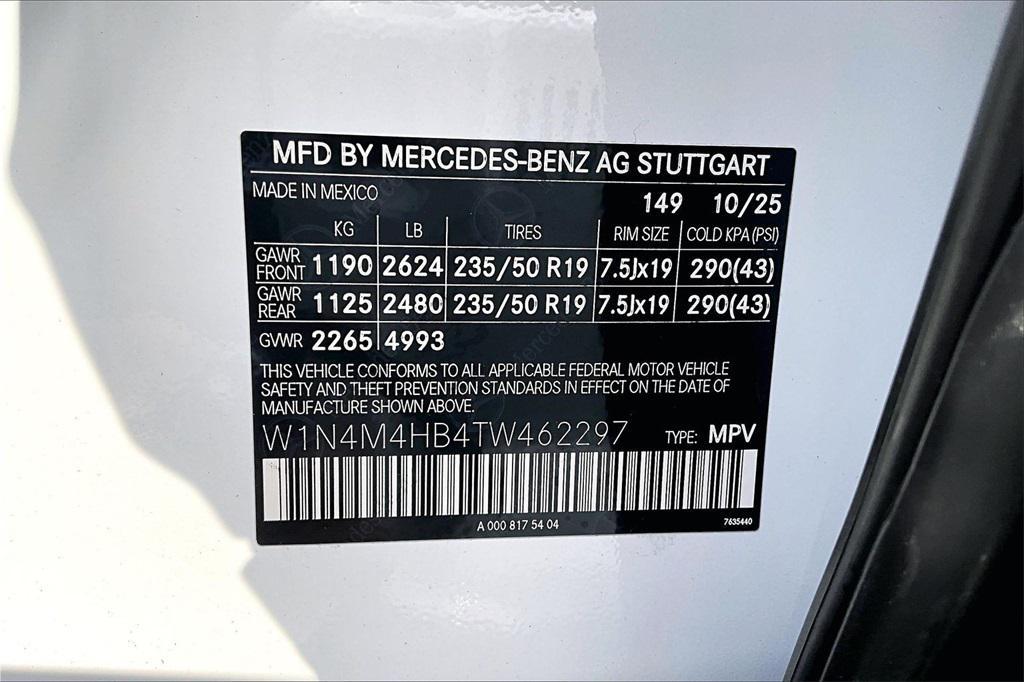 MFD BY MERCEDES-BENZ AG STUTTGART
MADE IN MEXICO 149 10/25
KG LB TIRES RIM SIZE COLD KPA (PSI)
GAWR FRONT 1190 2624 235/50 R19 7.5Jx19 290(43)
GAWR REAR 1125 2480 235/50 R19 7.5Jx19 290(43)
GVWR 2265 4993
THIS VEHICLE CONFORMS TO ALL APPLICABLE FEDERAL MOTOR VEHICLE
SAFETY AND THEFT PREVENTION STANDARDS IN EFFECT ON THE DATE OF
MANUFACTURE SHOWN ABOVE.
W1N4M4HB4TW462297 TYPE: MPV
A 000 817 54 04 7635440